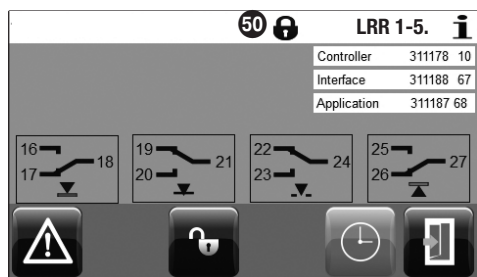 50 LRR 1-5. i
Controller 311178 10
Interface 311188 67
Application 311187 68
16 17 18 19 20 21 22 23 24 25 26 27